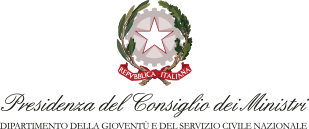 REPVBBLICA ITALIANA
Presidenza del Consiglio dei Ministri
DIPARTIMENTO DELLA GIOVENTÙ E DEL SERVIZIO CIVILE NAZIONALE